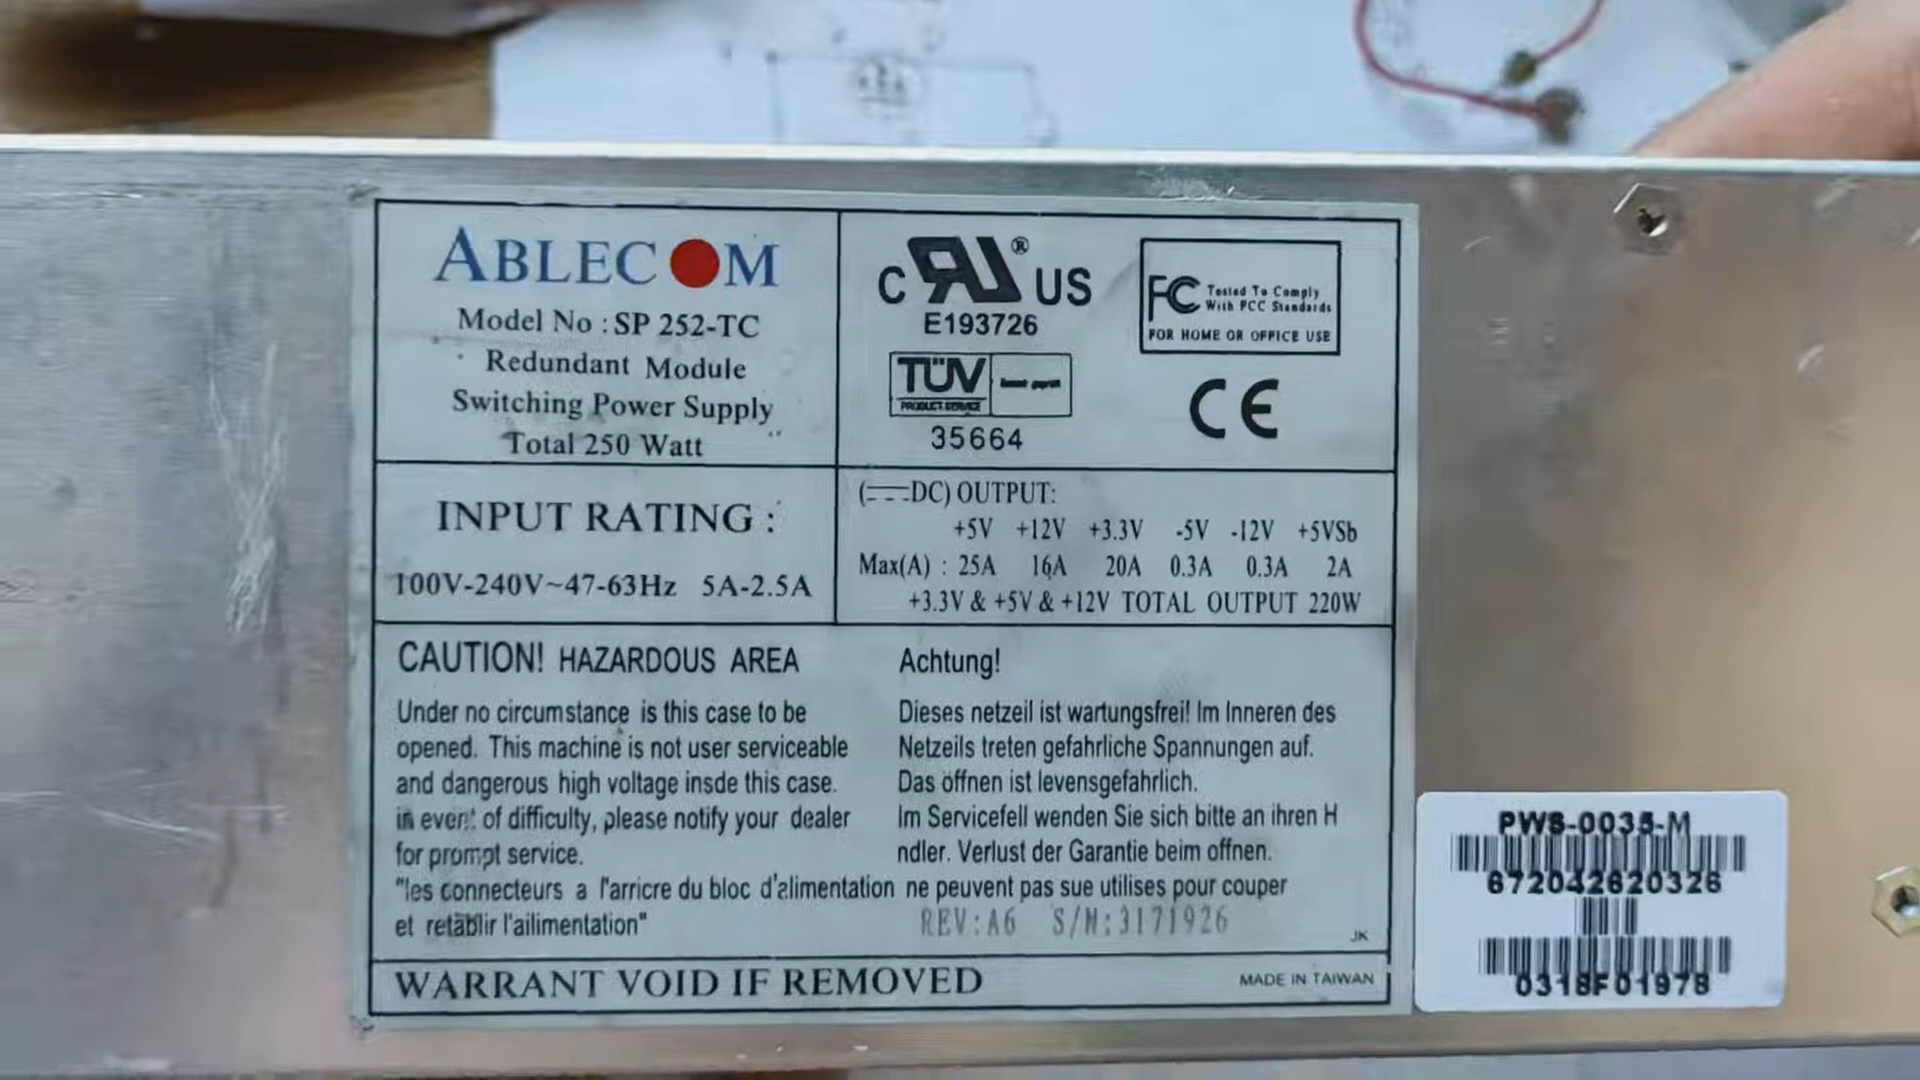 ABLECOM
Model No : SP 252-TC
Redundant Module
Switching Power Supply
Total 250 Watt
C RU® US
E193726
FC Tested To Comply
With FCC Standards
FOR HOME OR OFFICE USE
TÜV
PRODUCT SERVICE
35664
CE
INPUT RATING :
100V-240V~47-63Hz 5A-2.5A
(DC) OUTPUT:
+5V +12V +3.3V -5V -12V +5VSb
Max(A) : 25A 16A 20A 0.3A 0.3A 2A
+3.3V & +5V & +12V TOTAL OUTPUT 220W
CAUTION! HAZARDOUS AREA
Under no circumstance is this case to be
opened. This machine is not user serviceable
and dangerous high voltage insde this case.
in event of difficulty, please notify your dealer
for prompt service.
Achtung!
Dieses netzeil ist wartungsfrei! Im Inneren des
Netzeils treten gefahrliche Spannungen auf.
Das öffnen ist levensgefahrlich.
Im Servicefell wenden Sie sich bitte an ihren H
ndler. Verlust der Garantie beim offnen.
"les connecteurs a l'arricre du bloc d'alimentation ne peuvent pas sue utilises pour couper
et retäblir l'ailimentation"
REV:A6 S/N:3171926
JK
WARRANT VOID IF REMOVED
MADE IN TAIWAN
PWS-0035-M
672042620326
0318F01978